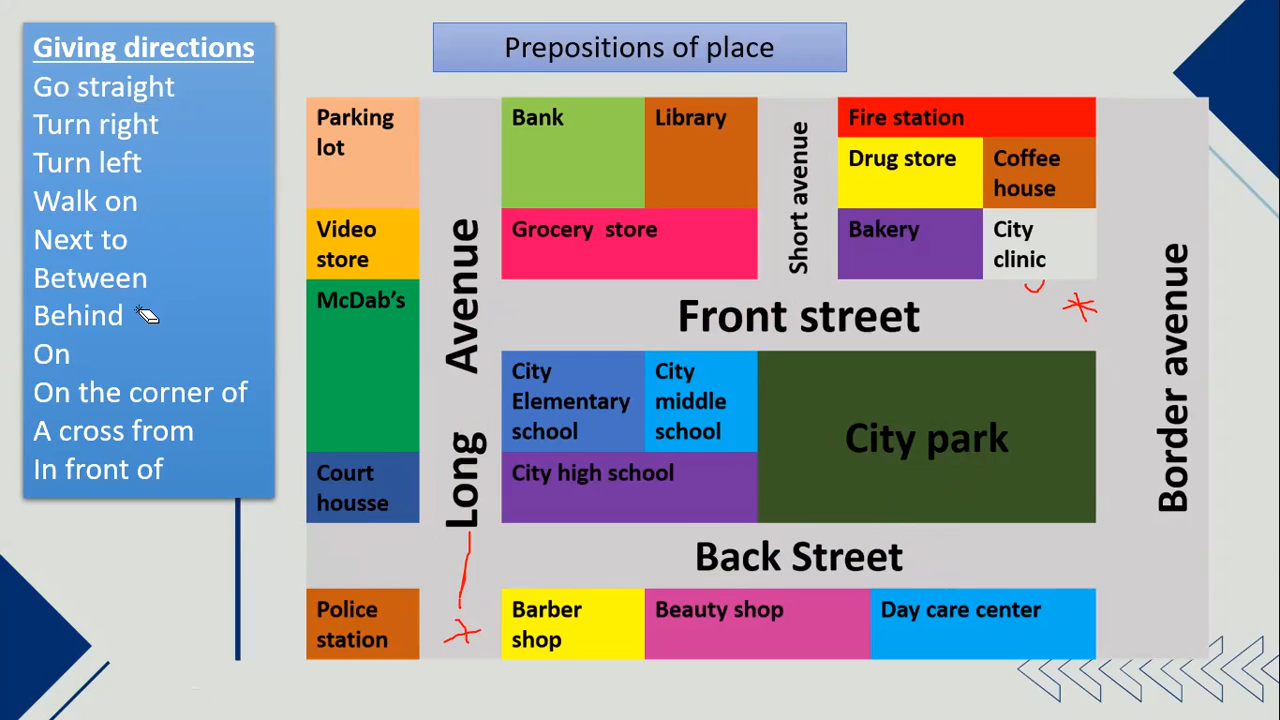 Giving directions
Go straight
Turn right
Turn left
Walk on
Next to
Between
Behind
On
On the corner of
A cross from
In front of
Prepositions of place
Parking
lot
Video
store
McDab's
Court
housse
Police
station
Long Avenue
Bank
Library
Grocery store
Short avenue
Fire station
Drug store
Coffee
house
Bakery
City
clinic
Front street
City
Elementary
school
City
middle
school
City high school
City park
Border avenue
Back Street
Barber
shop
Beauty shop
Day care center